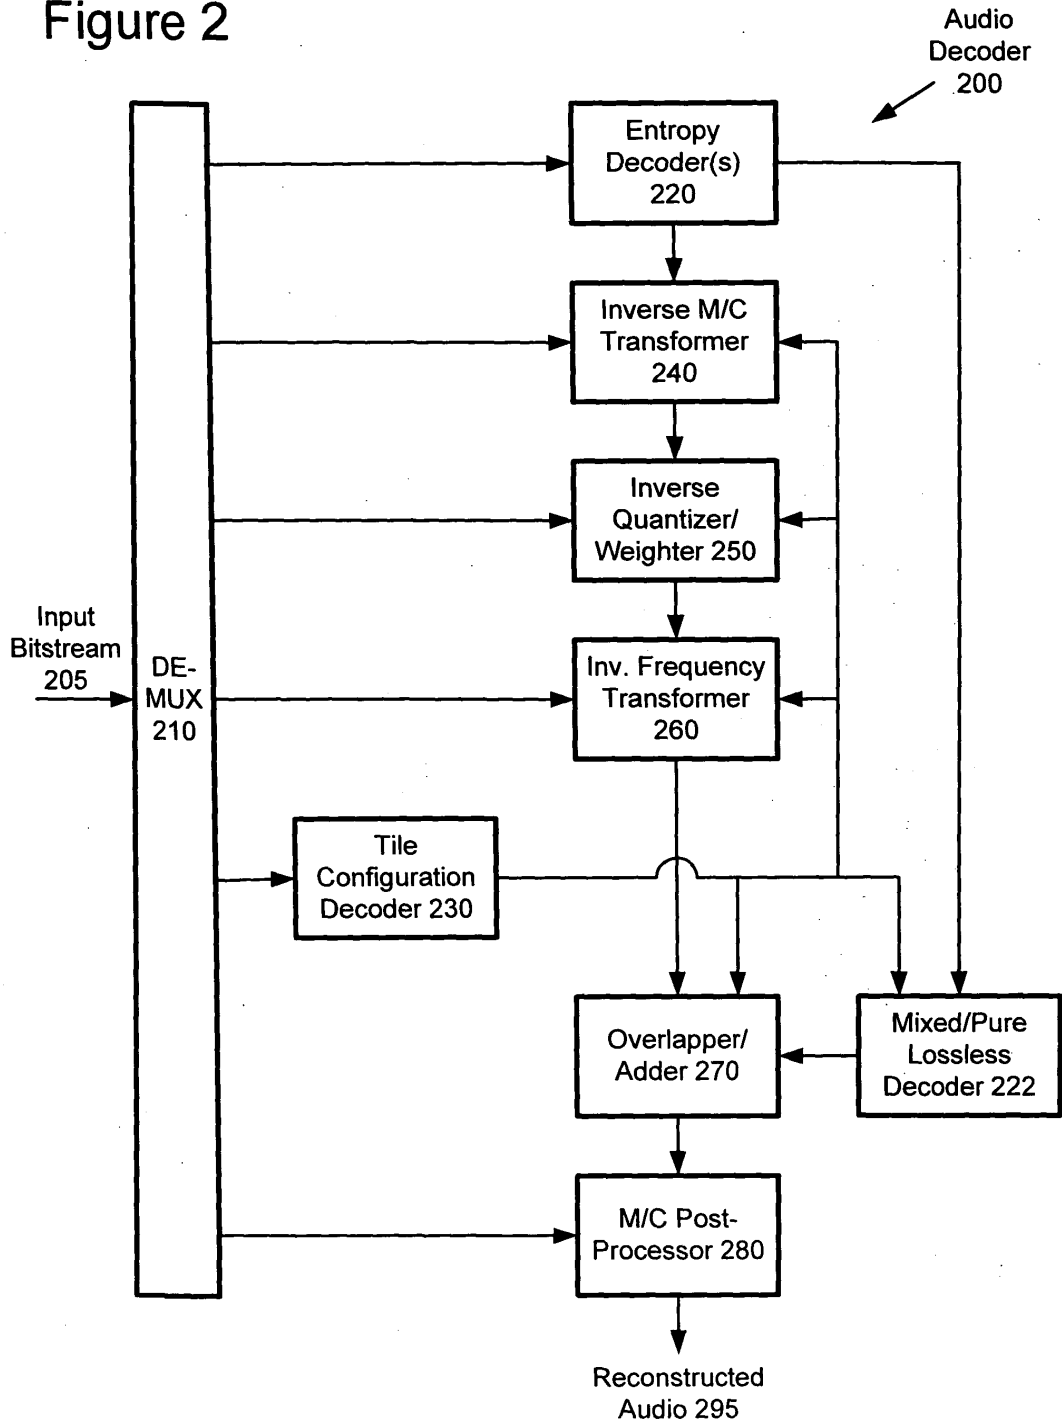 Figure 2
Audio
Decoder
200
Entropy
Decoder(s)
220
Inverse M/C
Transformer
240
Inverse
Quantizer/
Weighter 250
Input
Bitstream
205
DE-
MUX
210
Inv. Frequency
Transformer
260
Tile
Configuration
Decoder 230
Overlapper/
Adder 270
Mixed/Pure
Lossless
Decoder 222
M/C Post-
Processor 280
Reconstructed
Audio 295